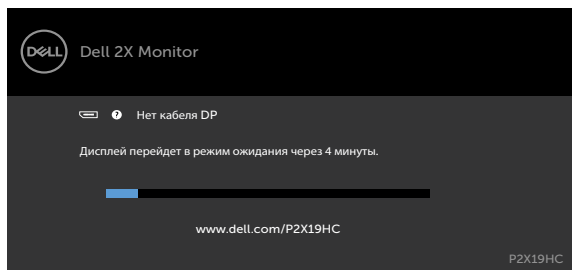 DELL
Dell 2X Monitor
? Нет кабеля DP
Дисплей перейдет в режим ожидания через 4 минуты.
www.dell.com/P2X19HC
P2X19HC